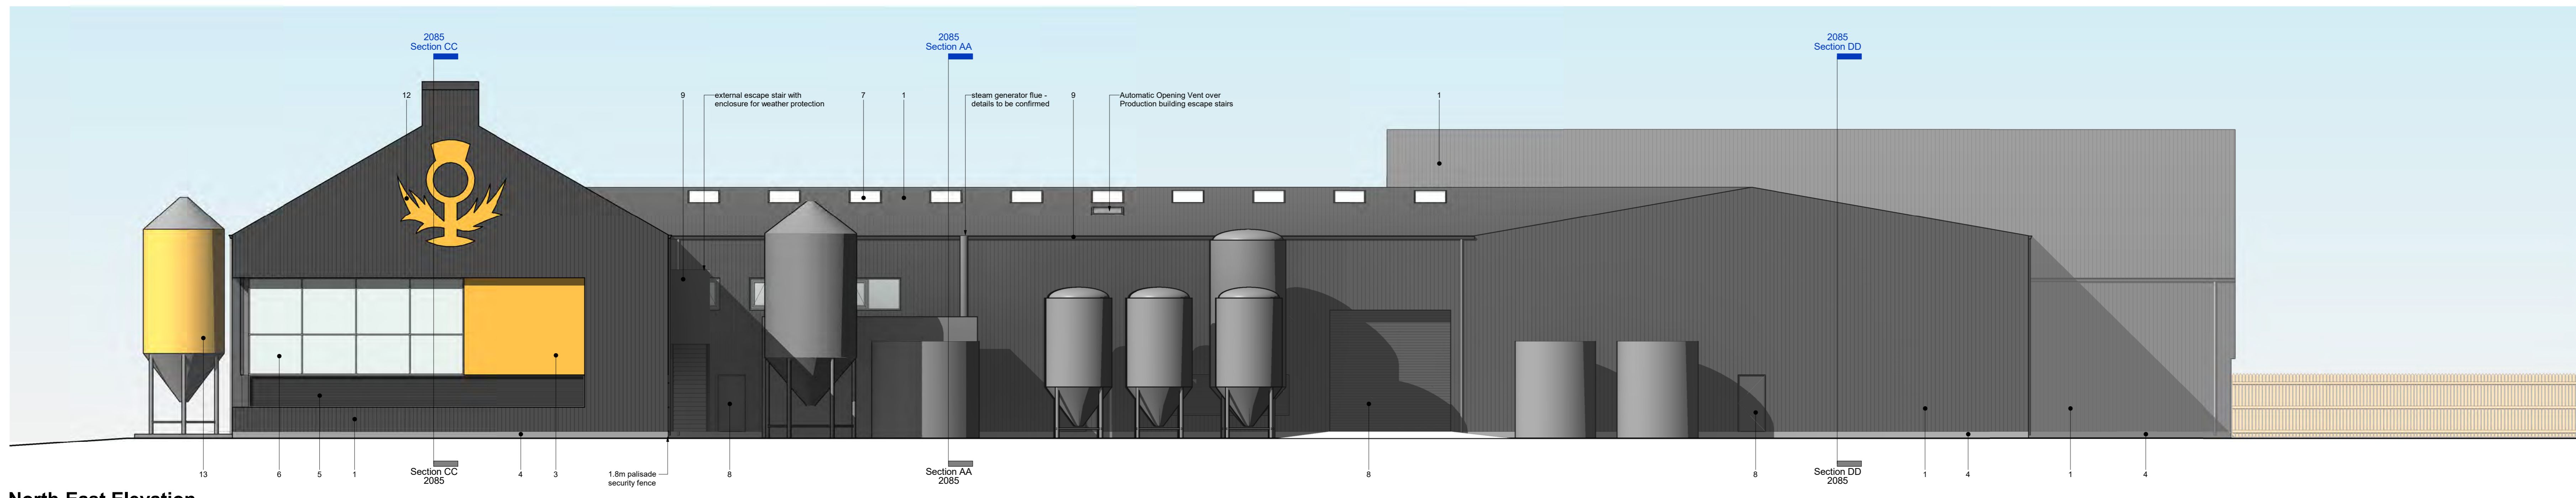 2085
Section CC
2085
Section AA
2085
Section DD
12
9
external escape stair with
enclosure for weather protection
7
1
steam generator flue -
details to be confirmed
9
Automatic Opening Vent over
Production building escape stairs
1
13
6
5
1
Section CC
2085
4
3
1.8m palisade
security fence
8
Section AA
2085
8
8
Section DD
2085
1
4
1
4
North East Elevation